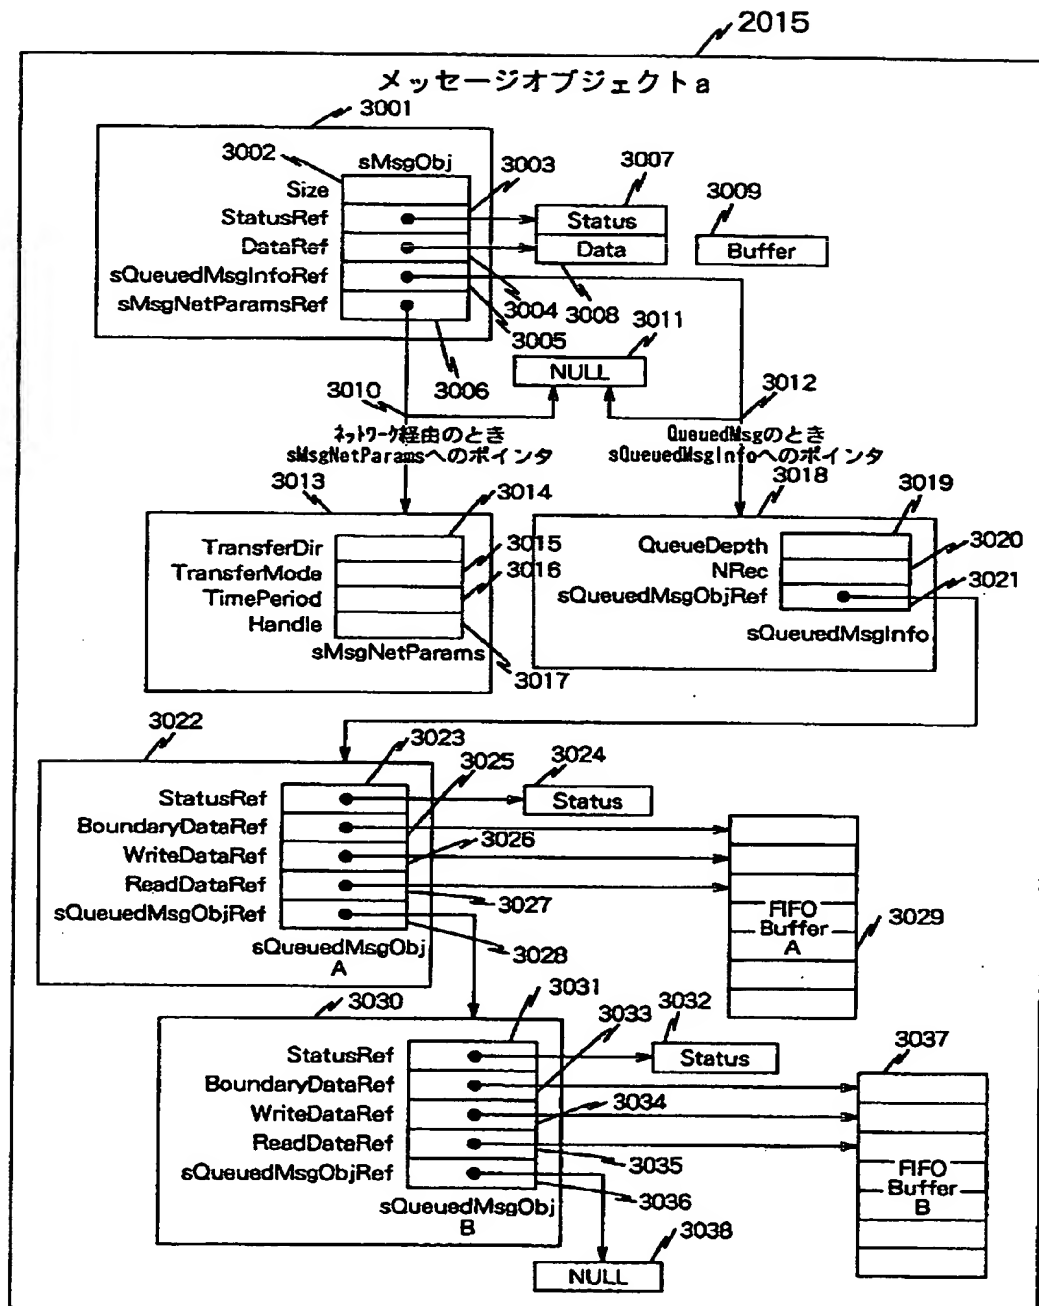 2015
メッセージオブジェクトa
3001
3002
sMsgObj
3003
3007
3009
Size
StatusRef
Status
DataRef
Data
Buffer
sQueuedMsgInfoRef
sMsgNetParamsRef
3004
3008
3005
3011
3006
NULL
3010
3012
ネットワーク経由のとき
sMsgNetParamsへのポインタ
QueuedMsgのとき
sQueuedMsgInfoへのポインタ
3013
3014
3018
3019
TransferDir
3015
TransferMode
3016
TimePeriod
Handle
sMsgNetParams
3017
QueueDepth
3020
NRec
3021
sQueuedMsgObjRef
sQueuedMsgInfo
3022
3023
3025
3024
StatusRef
Status
BoundaryDataRef
3026
WriteDataRef
ReadDataRef
3027
sQueuedMsgObjRef
3028
sQueuedMsgObj
A
FIFO
Buffer
A
3029
3030
3031
3033
3032
StatusRef
Status
3037
BoundaryDataRef
3034
WriteDataRef
ReadDataRef
3035
sQueuedMsgObjRef
3036
sQueuedMsgObj
B
FIFO
Buffer
B
3038
NULL